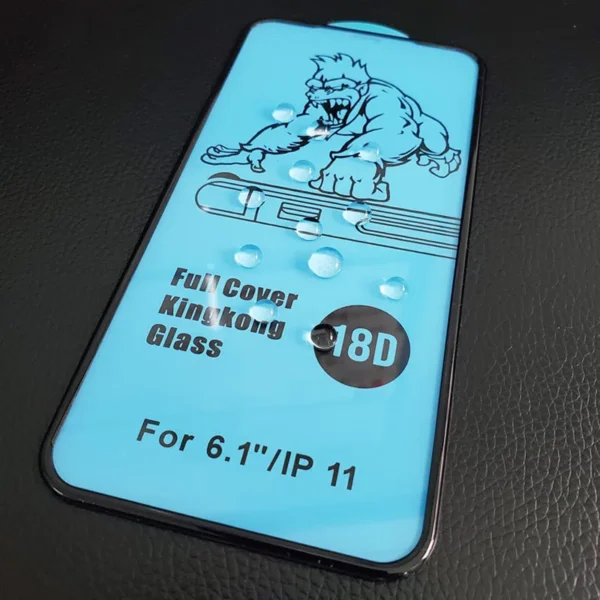 Full Cover
Kingkong
Glass
18D
For 6.1"/IP 11